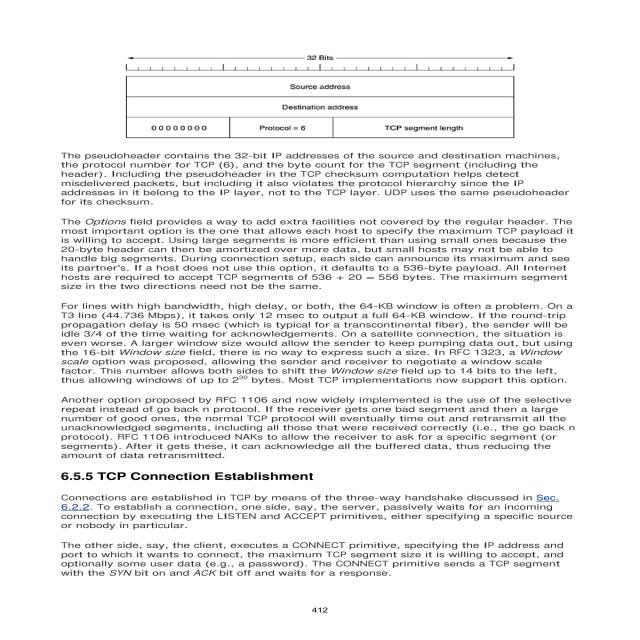 32 Bits
Source address
Destination address
0 0 0 0 0 0 0 0 Protocol = 6 TCP segment length
The pseudoheader contains the 32-bit IP addresses of the source and destination machines,
the protocol number for TCP (6), and the byte count for the TCP segment (including the
header). Including the pseudoheader in the TCP checksum computation helps detect
misdelivered packets, but including it also violates the protocol hierarchy since the IP
addresses in it belong to the IP layer, not to the TCP layer. UDP uses the same pseudoheader
for its checksum.
The Options field provides a way to add extra facilities not covered by the regular header. The
most important option is the one that allows each host to specify the maximum TCP payload it
is willing to accept. Using large segments is more efficient than using small ones because the
20-byte header can then be amortized over more data, but small hosts may not be able to
handle big segments. During connection setup, each side can announce its maximum and see
its partner's. If a host does not use this option, it defaults to a 536-byte payload. All Internet
hosts are required to accept TCP segments of 536 + 20 = 556 bytes. The maximum segment
size in the two directions need not be the same.
For lines with high bandwidth, high delay, or both, the 64-KB window is often a problem. On a
T3 line (44.736 Mbps), it takes only 12 msec to output a full 64-KB window. If the round-trip
propagation delay is 50 msec (which is typical for a transcontinental fiber), the sender will be
idle 3/4 of the time waiting for acknowledgements. On a satellite connection, the situation is
even worse. A larger window size would allow the sender to keep pumping data out, but using
the 16-bit Window size field, there is no way to express such a size. In RFC 1323, a Window
scale option was proposed, allowing the sender and receiver to negotiate a window scale
factor. This number allows both sides to shift the Window size field up to 14 bits to the left,
thus allowing windows of up to 2³⁰ bytes. Most TCP implementations now support this option.
Another option proposed by RFC 1106 and now widely implemented is the use of the selective
repeat instead of go back n protocol. If the receiver gets one bad segment and then a large
number of good ones, the normal TCP protocol will eventually time out and retransmit all the
unacknowledged segments, including all those that were received correctly (i.e., the go back n
protocol). RFC 1106 introduced NAKs to allow the receiver to ask for a specific segment (or
segments). After it gets these, it can acknowledge all the buffered data, thus reducing the
amount of data retransmitted.
6.5.5 TCP Connection Establishment
Connections are established in TCP by means of the three-way handshake discussed in Sec.
6.2.2. To establish a connection, one side, say, the server, passively waits for an incoming
connection by executing the LISTEN and ACCEPT primitives, either specifying a specific source
or nobody in particular.
The other side, say, the client, executes a CONNECT primitive, specifying the IP address and
port to which it wants to connect, the maximum TCP segment size it is willing to accept, and
optionally some user data (e.g., a password). The CONNECT primitive sends a TCP segment
with the SYN bit on and ACK bit off and waits for a response.
412